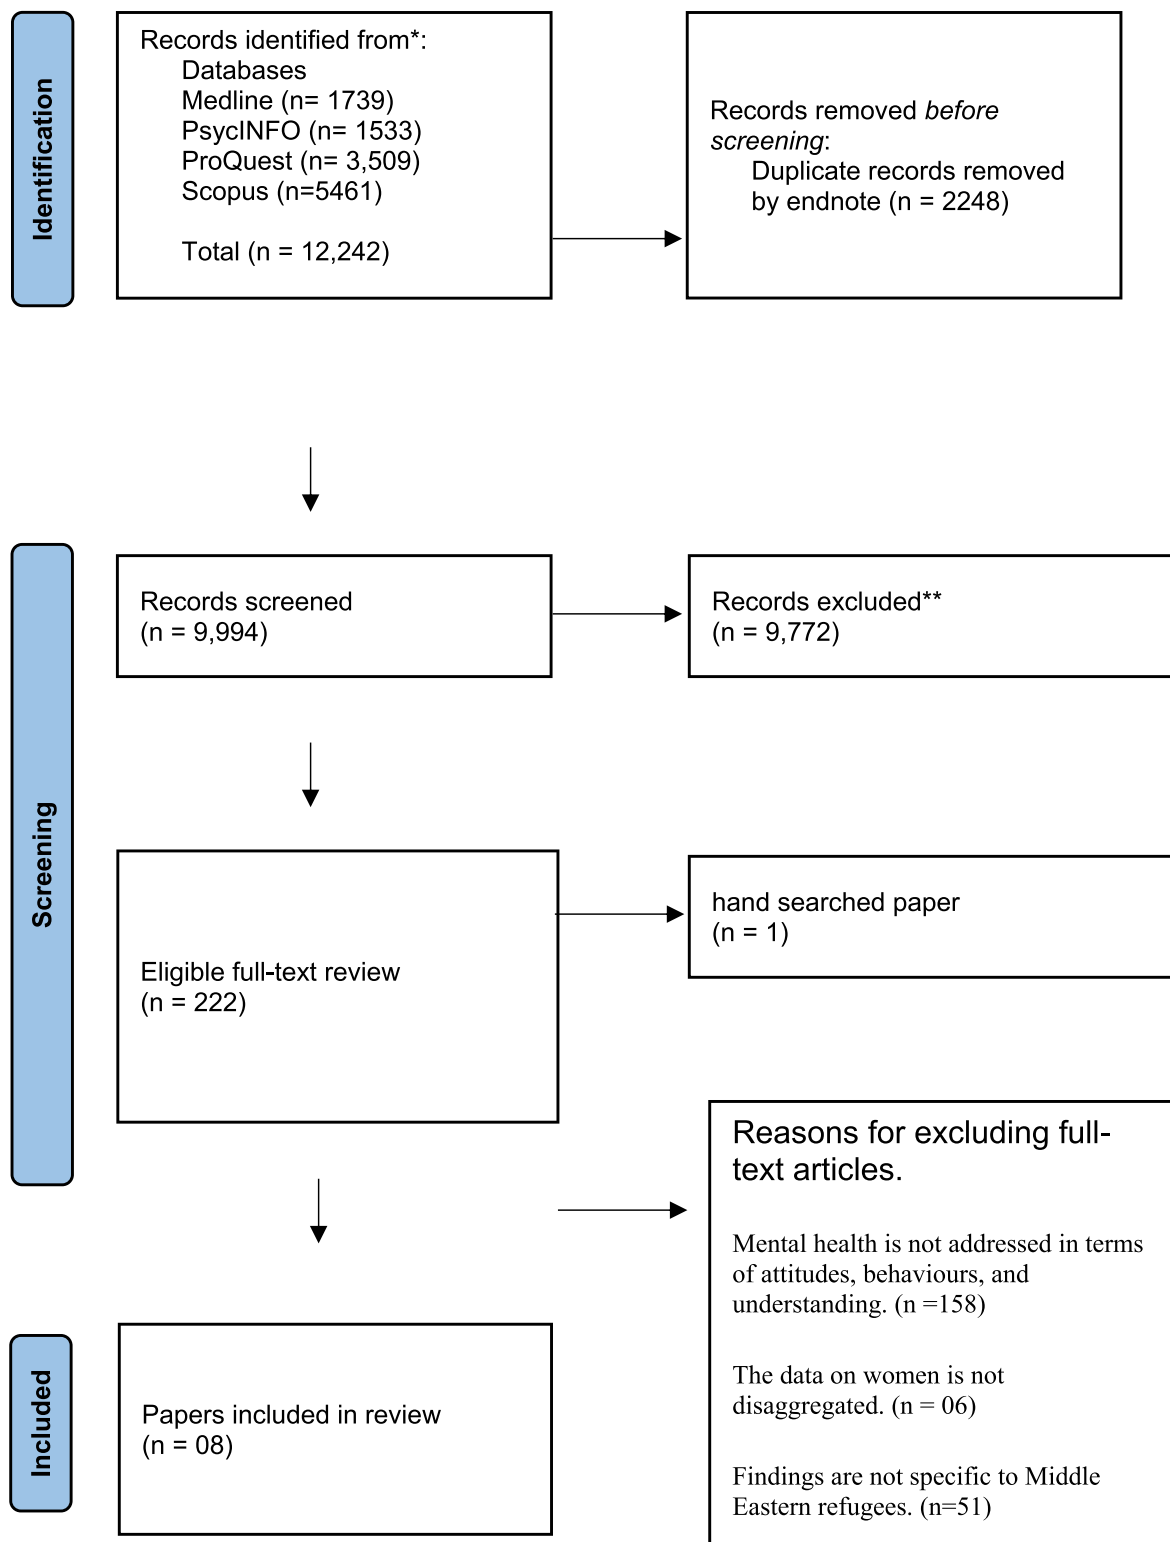 Identification
Records identified from*:
Databases
Medline (n= 1739)
PsycINFO (n= 1533)
ProQuest (n= 3,509)
Scopus (n=5461)
Total (n = 12,242)
Records removed before
screening:
Duplicate records removed
by endnote (n = 2248)
Screening
Records screened
(n = 9,994)
Records excluded**
(n = 9,772)
Eligible full-text review
(n = 222)
hand searched paper
(n = 1)
Reasons for excluding full-
text articles.
Mental health is not addressed in terms
of attitudes, behaviours, and
understanding. (n =158)
The data on women is not
disaggregated. (n = 06)
Findings are not specific to Middle
Eastern refugees. (n=51)
Included
Papers included in review
(n = 08)